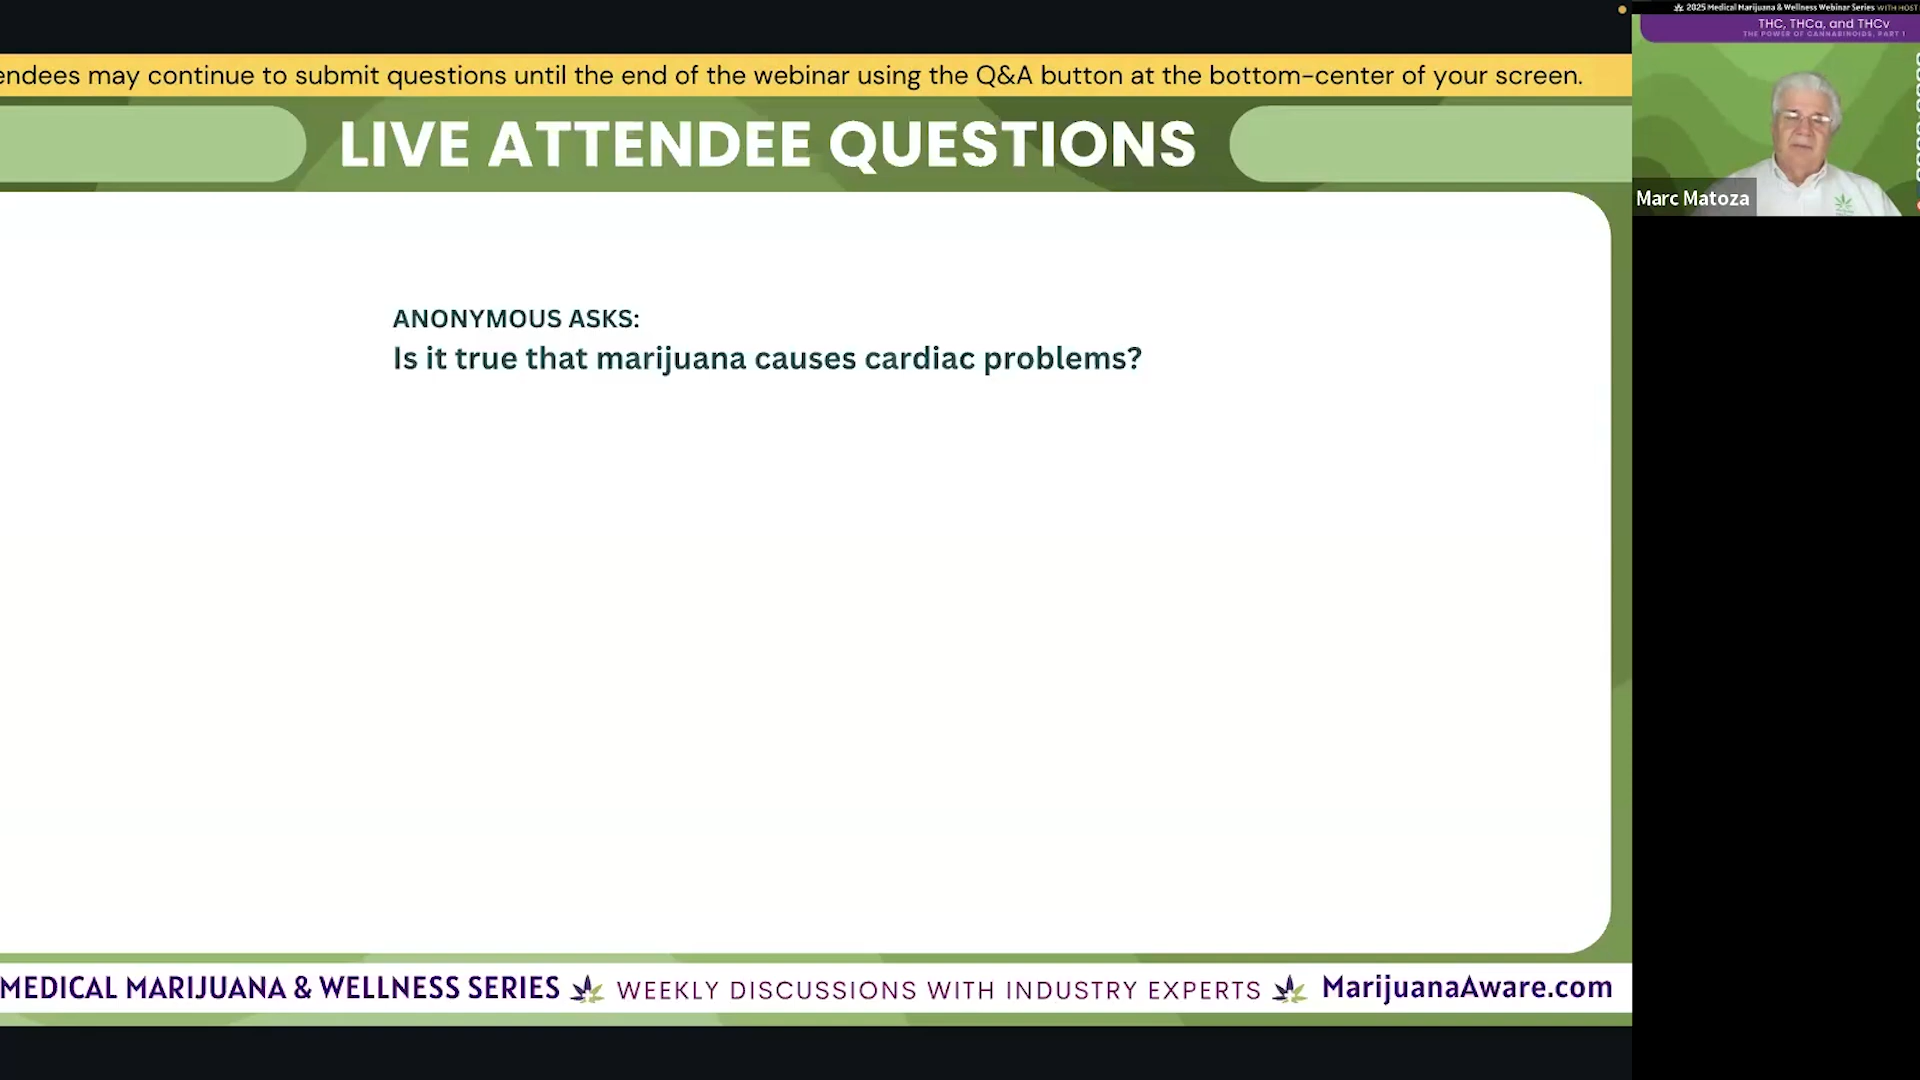 2025 Medical Marijuana & Wellness Webinar Series WITH HOST
THC, THCa, and THCv
THE POWER OF CANNABINOIDS, PART 1
Marc Matoza
endees may continue to submit questions until the end of the webinar using the Q&A button at the bottom-center of your screen.
LIVE ATTENDEE QUESTIONS
ANONYMOUS ASKS:
Is it true that marijuana causes cardiac problems?
MEDICAL MARIJUANA & WELLNESS SERIES WEEKLY DISCUSSIONS WITH INDUSTRY EXPERTS MarijuanaAware.com